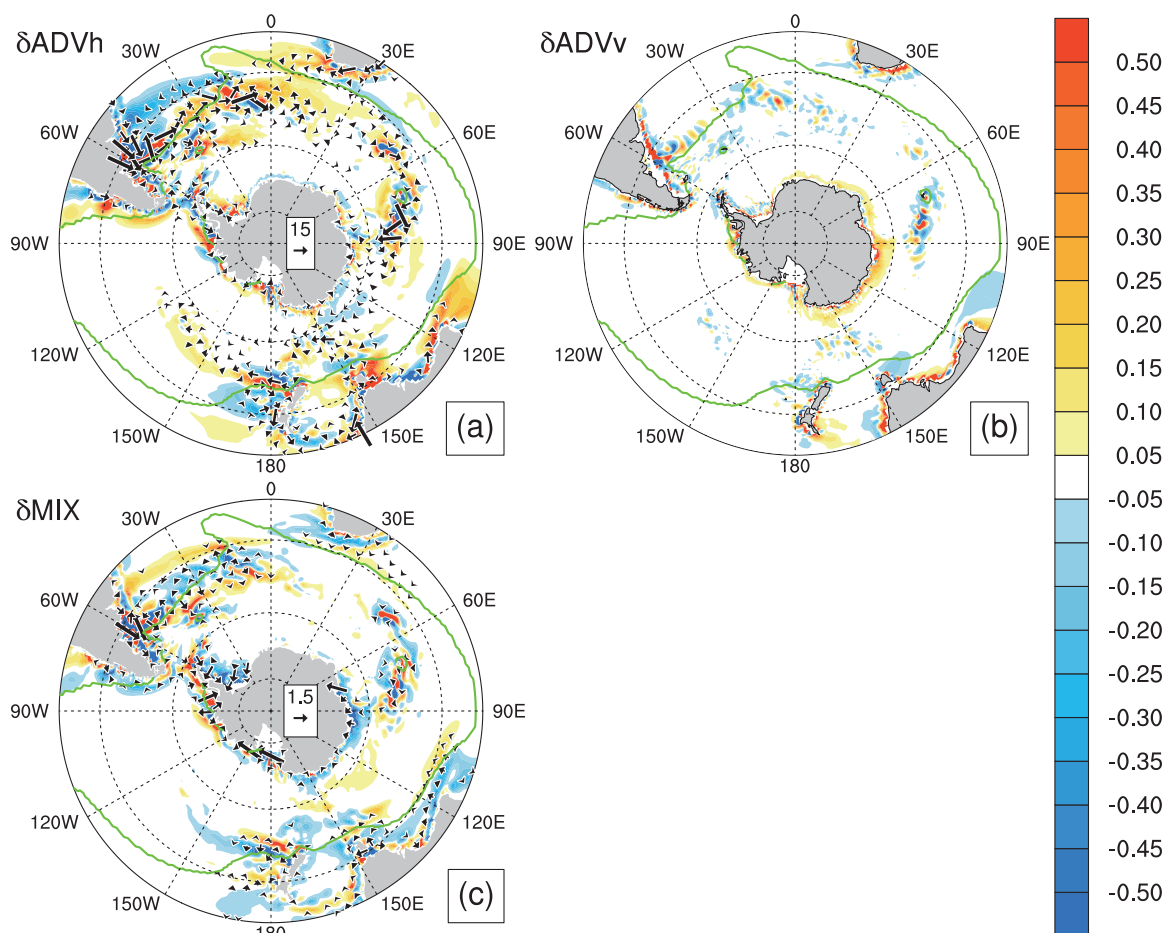 δADVh
0
30W
30E
60W
60E
90W
90E
120W
120E
150W
150E
180
15
(a)
δADVv
0
30W
30E
60W
60E
90W
90E
120W
120E
150W
150E
180
(b)
δMIX
0
30W
30E
60W
60E
90W
90E
120W
120E
150W
150E
180
1.5
(c)
0.50
0.45
0.40
0.35
0.30
0.25
0.20
0.15
0.10
0.05
-0.05
-0.10
-0.15
-0.20
-0.25
-0.30
-0.35
-0.40
-0.45
-0.50